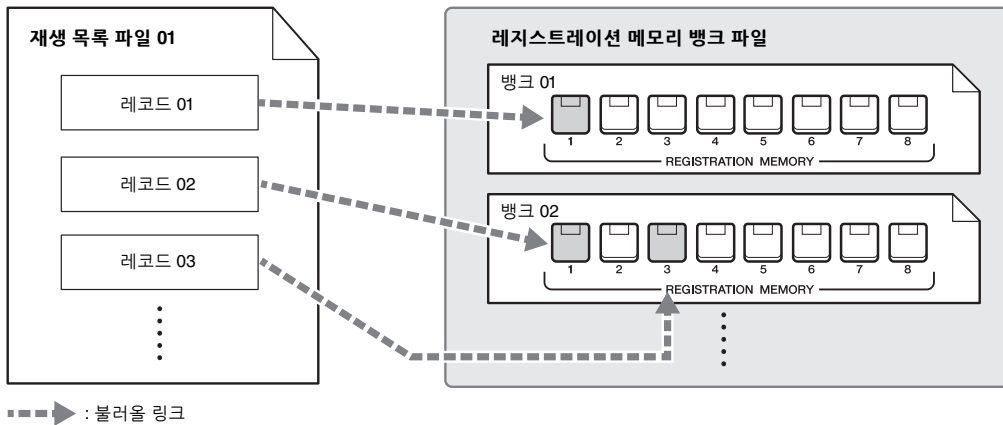 재생 목록 파일 01
레코드 01
레코드 02
레코드 03
레지스트레이션 메모리 뱅크 파일
뱅크 01
1 2 3 4 5 6 7 8
REGISTRATION MEMORY
뱅크 02
1 2 3 4 5 6 7 8
REGISTRATION MEMORY
: 불러올 링크